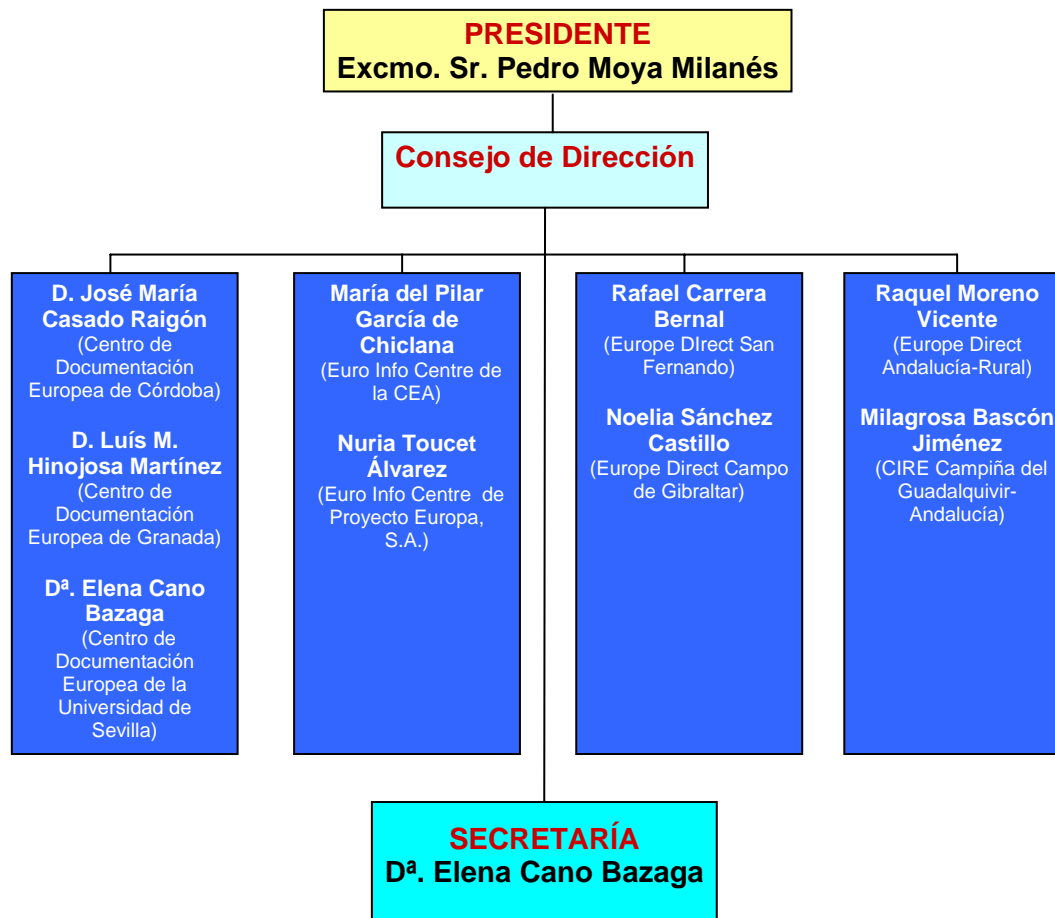 PRESIDENTE
Excmo. Sr. Pedro Moya Milanés
Consejo de Dirección
D. José María
Casado Raigón
(Centro de
Documentación
Europea de Córdoba)
D. Luís M.
Hinojosa Martínez
(Centro de
Documentación
Europea de Granada)
Dª. Elena Cano
Bazaga
(Centro de
Documentación
Europea de la
Universidad de
Sevilla)
María del Pilar
García de
Chiclana
(Euro Info Centre de
la CEA)
Nuria Toucet
Álvarez
(Euro Info Centre de
Proyecto Europa,
S.A.)
Rafael Carrera
Bernal
(Europe DIrect San
Fernando)
Noelia Sánchez
Castillo
(Europe Direct Campo
de Gibraltar)
Raquel Moreno
Vicente
(Europe Direct
Andalucía-Rural)
Milagrosa Bascón
Jiménez
(CIRE Campiña del
Guadalquivir-
Andalucía)
SECRETARÍA
Dª. Elena Cano Bazaga